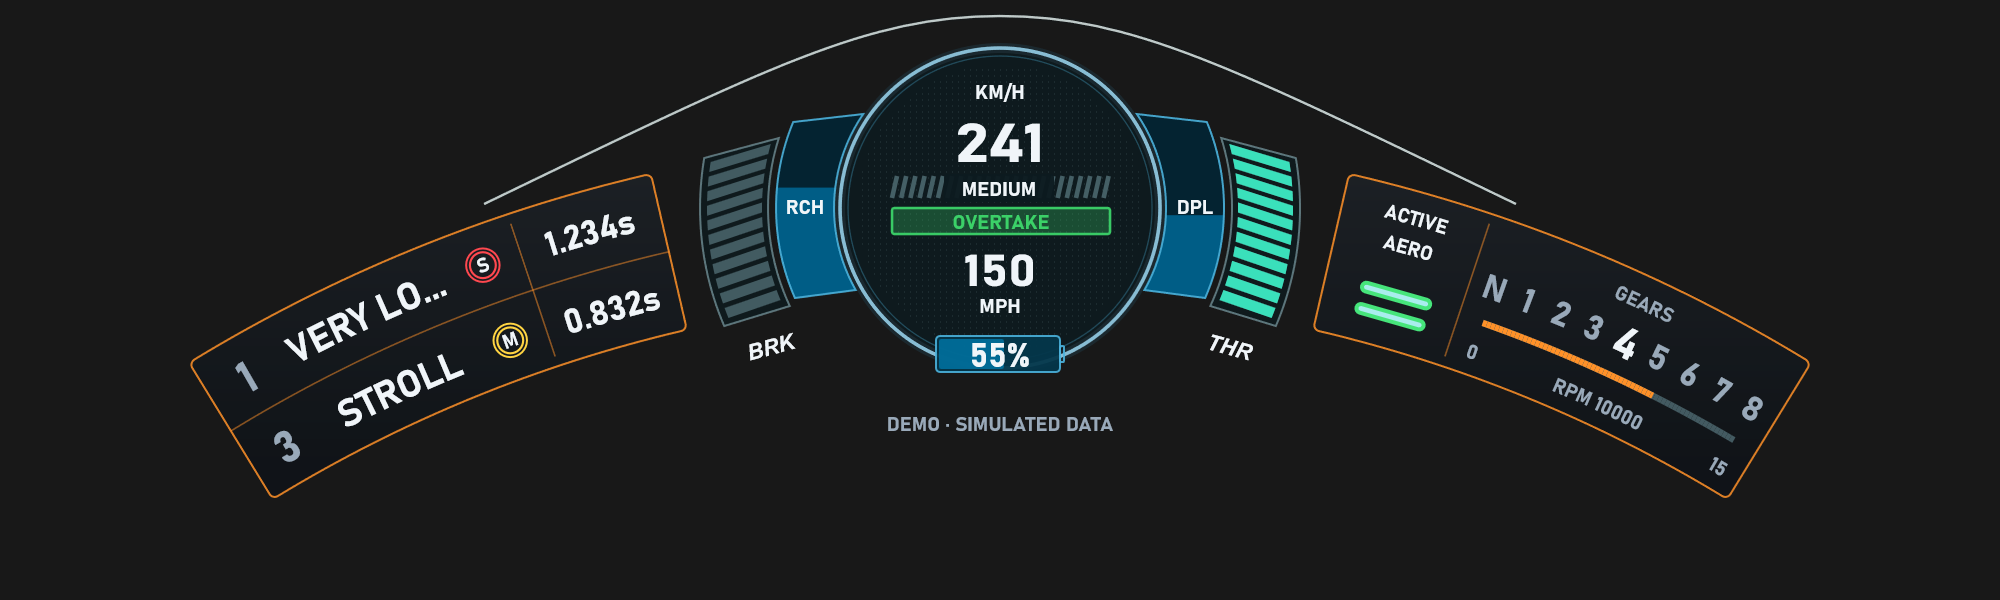 1 VERY LO... S 1.234s
3 STROLL M 0.832s
BRK
RCH
KM/H
241
MEDIUM
OVERTAKE
150
MPH
55%
DPL
THR
DEMO · SIMULATED DATA
ACTIVE
AERO
GEARS
N 1 2 3 4 5 6 7 8
0 15
RPM 10000